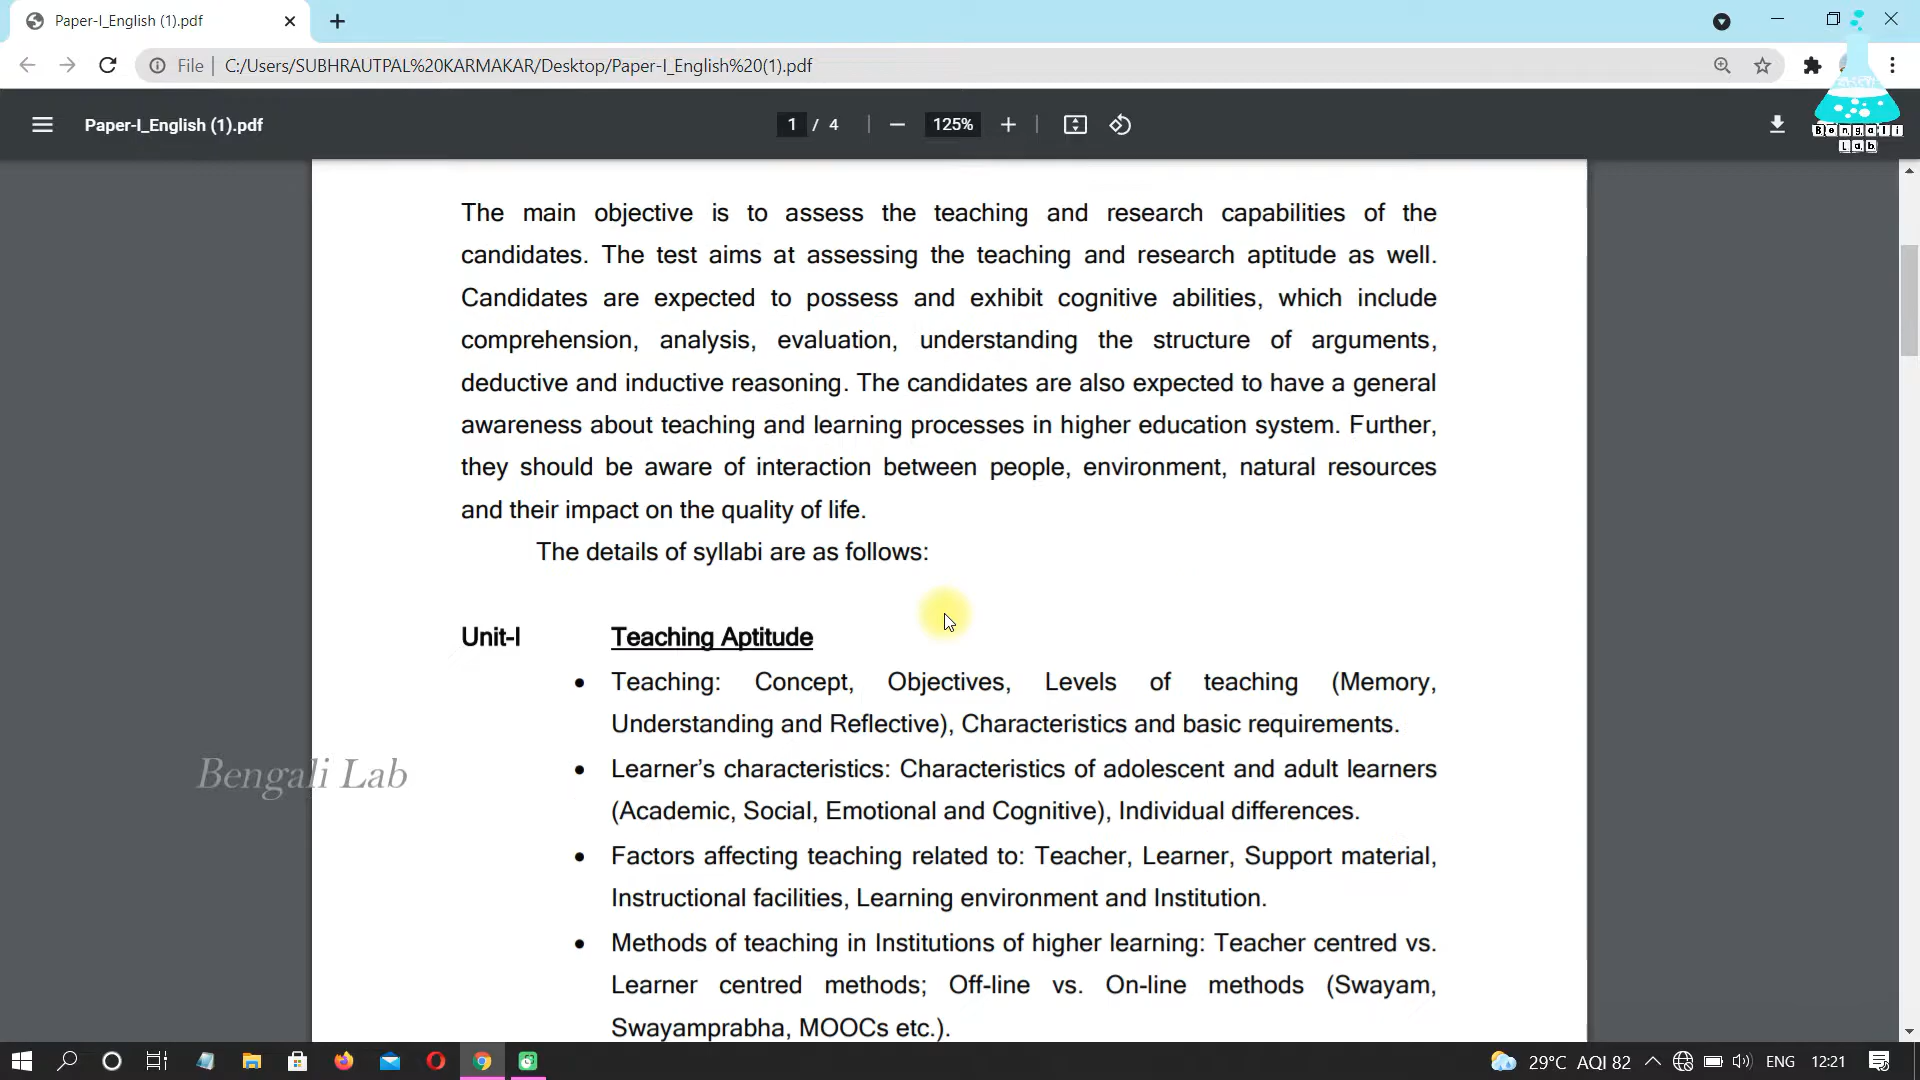 Paper-I_English (1).pdf
File
C:/Users/SUBHRAUTPAL%20KARMAKAR/Desktop/Paper-I_English%20(1).pdf
Paper-I_English (1).pdf
1 / 4
125%
Bengali
Lab
The main objective is to assess the teaching and research capabilities of the
candidates. The test aims at assessing the teaching and research aptitude as well.
Candidates are expected to possess and exhibit cognitive abilities, which include
comprehension, analysis, evaluation, understanding the structure of arguments,
deductive and inductive reasoning. The candidates are also expected to have a general
awareness about teaching and learning processes in higher education system. Further,
they should be aware of interaction between people, environment, natural resources
and their impact on the quality of life.
The details of syllabi are as follows:
Unit-I Teaching Aptitude
• Teaching: Concept, Objectives, Levels of teaching (Memory,
Understanding and Reflective), Characteristics and basic requirements.
• Learner’s characteristics: Characteristics of adolescent and adult learners
(Academic, Social, Emotional and Cognitive), Individual differences.
• Factors affecting teaching related to: Teacher, Learner, Support material,
Instructional facilities, Learning environment and Institution.
• Methods of teaching in Institutions of higher learning: Teacher centred vs.
Learner centred methods; Off-line vs. On-line methods (Swayam,
Swayamprabha, MOOCs etc.).
Bengali Lab
29°C AQI 82
ENG
12:21